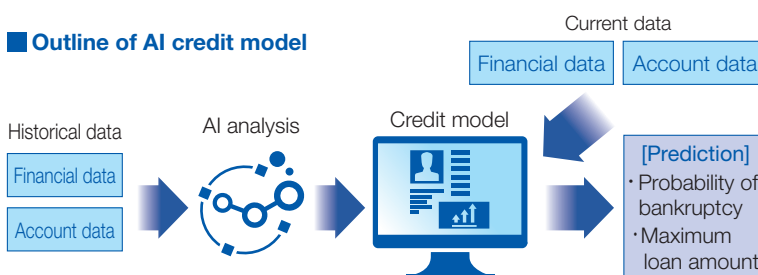 Outline of AI credit model
Current data
Financial data
Account data
Historical data
Financial data
Account data
AI analysis
Credit model
[Prediction]
・Probability of
bankruptcy
・Maximum
loan amount